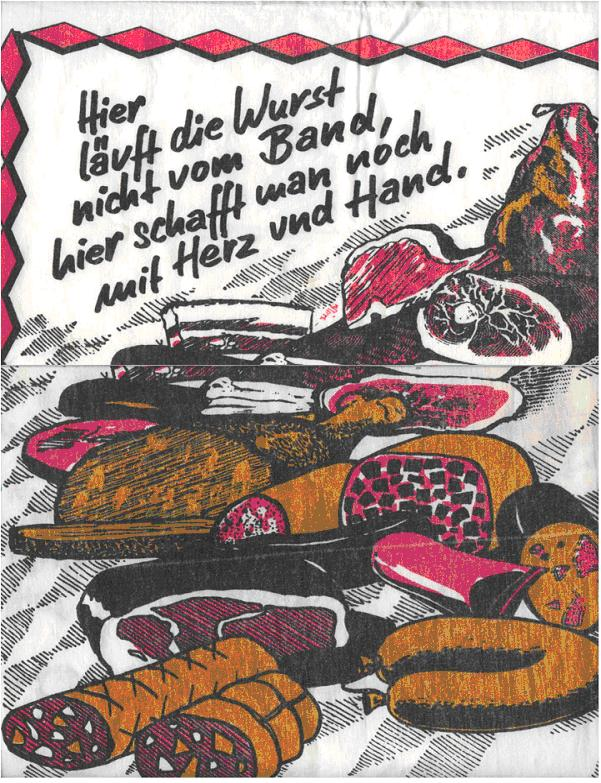 Hier
läuft die Wurst
nicht vom Band,
hier schafft man noch
mit Herz und Hand.